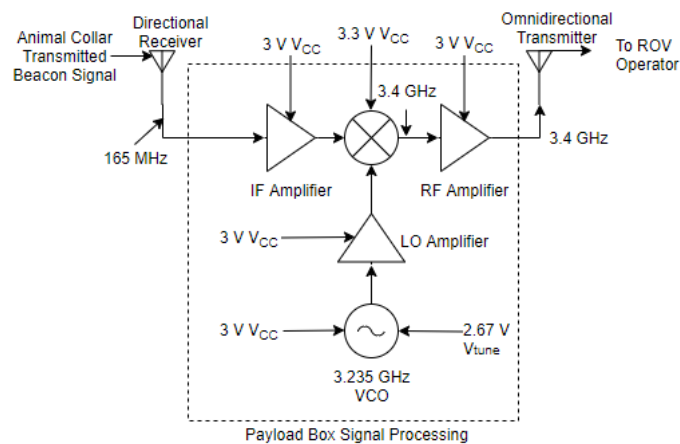 Animal Collar
Transmitted
Beacon Signal
Directional
Receiver
3 V VCC
3.3 V VCC
3 V VCC
Omnidirectional
Transmitter
To ROV
Operator
3.4 GHz
165 MHz
IF Amplifier
RF Amplifier
3.4 GHz
3 V VCC
LO Amplifier
3 V VCC
2.67 V
Vtune
3.235 GHz
VCO
Payload Box Signal Processing